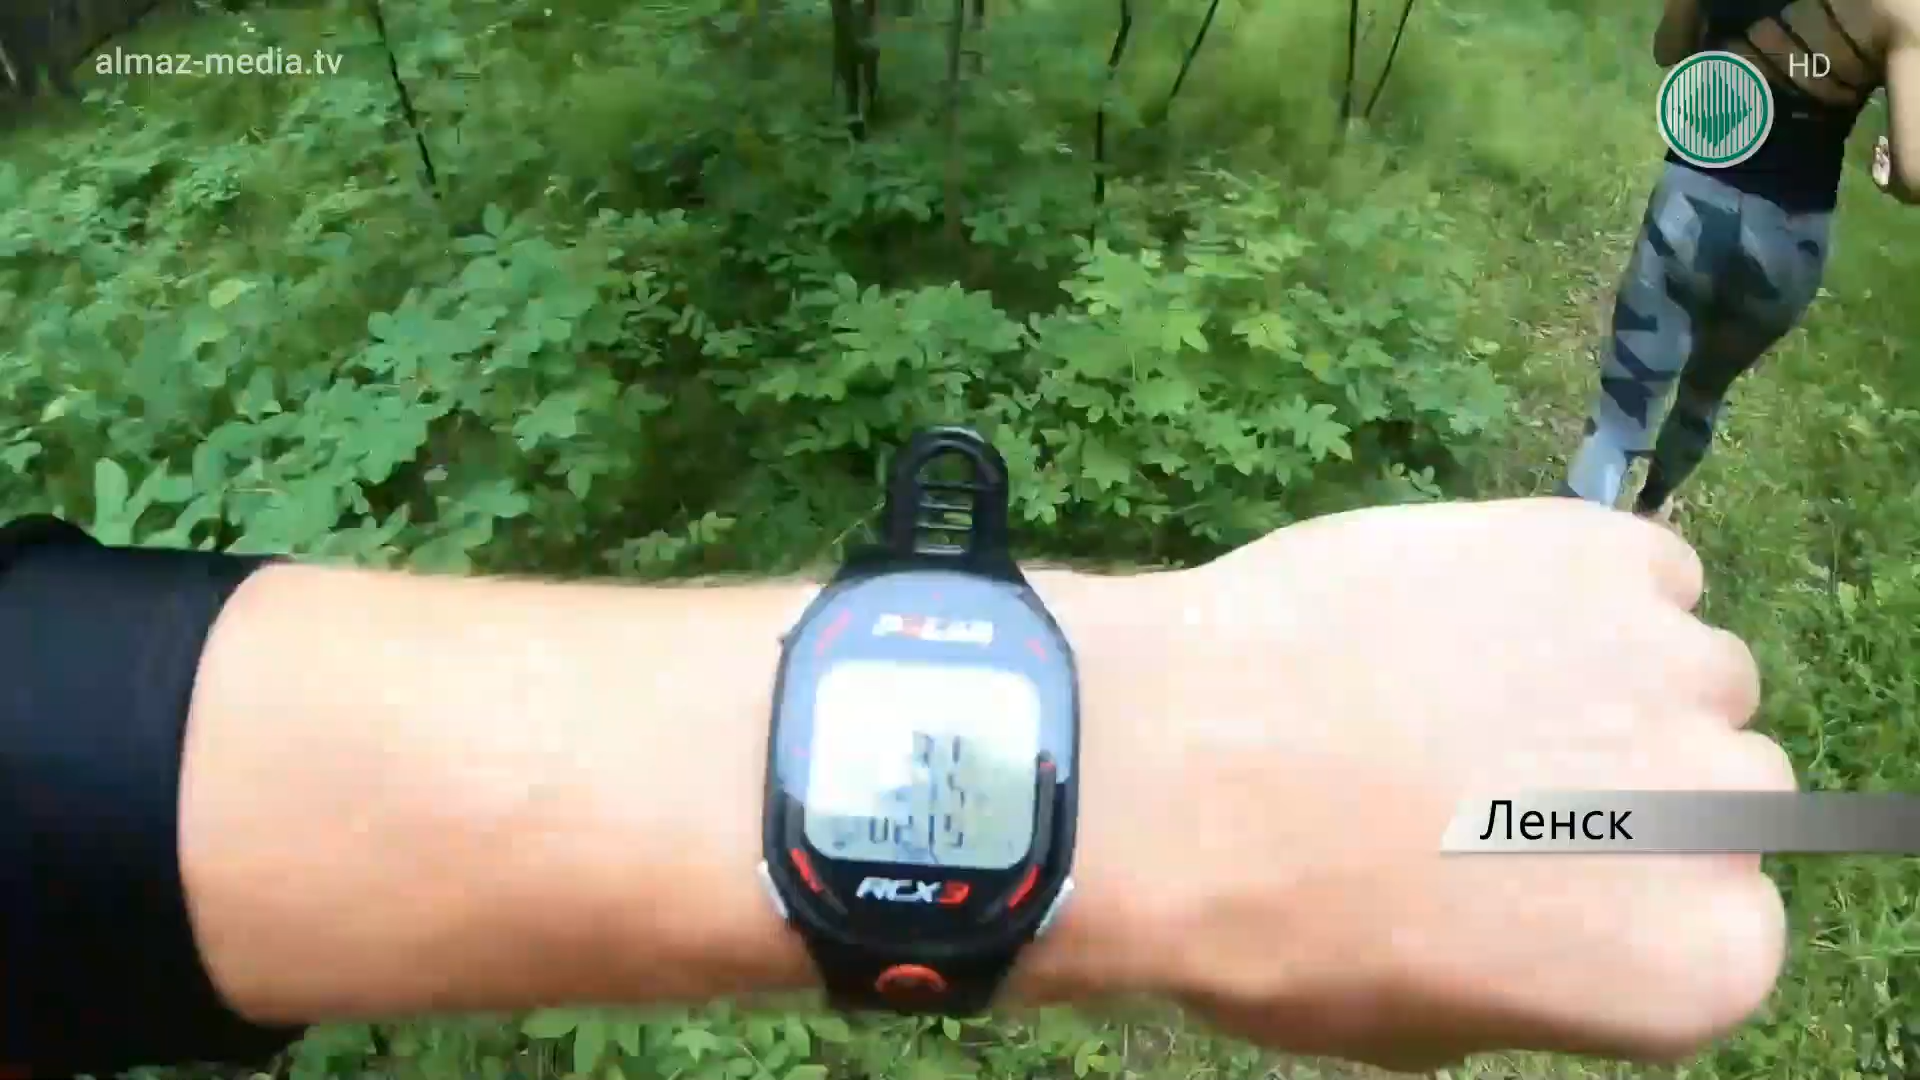 almaz-media.tv
HD
POLAR
RCX3
Ленск